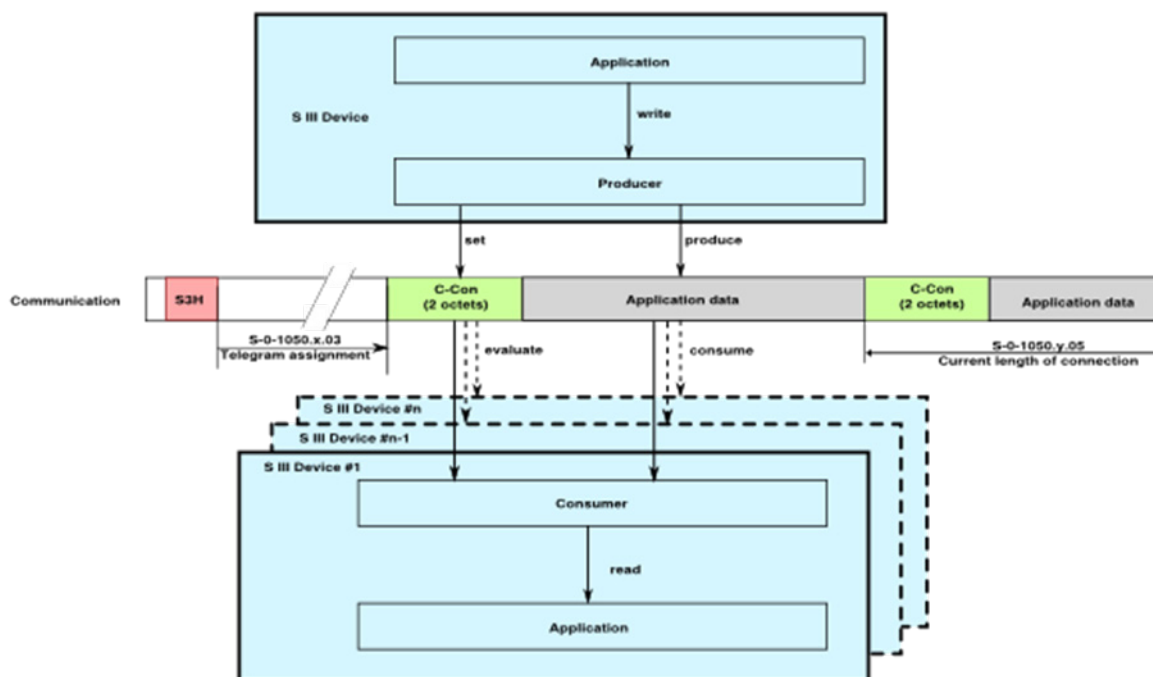 Application
S III Device
write
Producer
set
produce
Communication
S3H
C-Con
(2 octets)
Application data
C-Con
(2 octets)
Application data
S-0-1050.x.03
Telegram assignment
evaluate
consume
S-0-1050.y.05
Current length of connection
S III Device #n
S III Device #n-1
S III Device #1
Consumer
read
Application